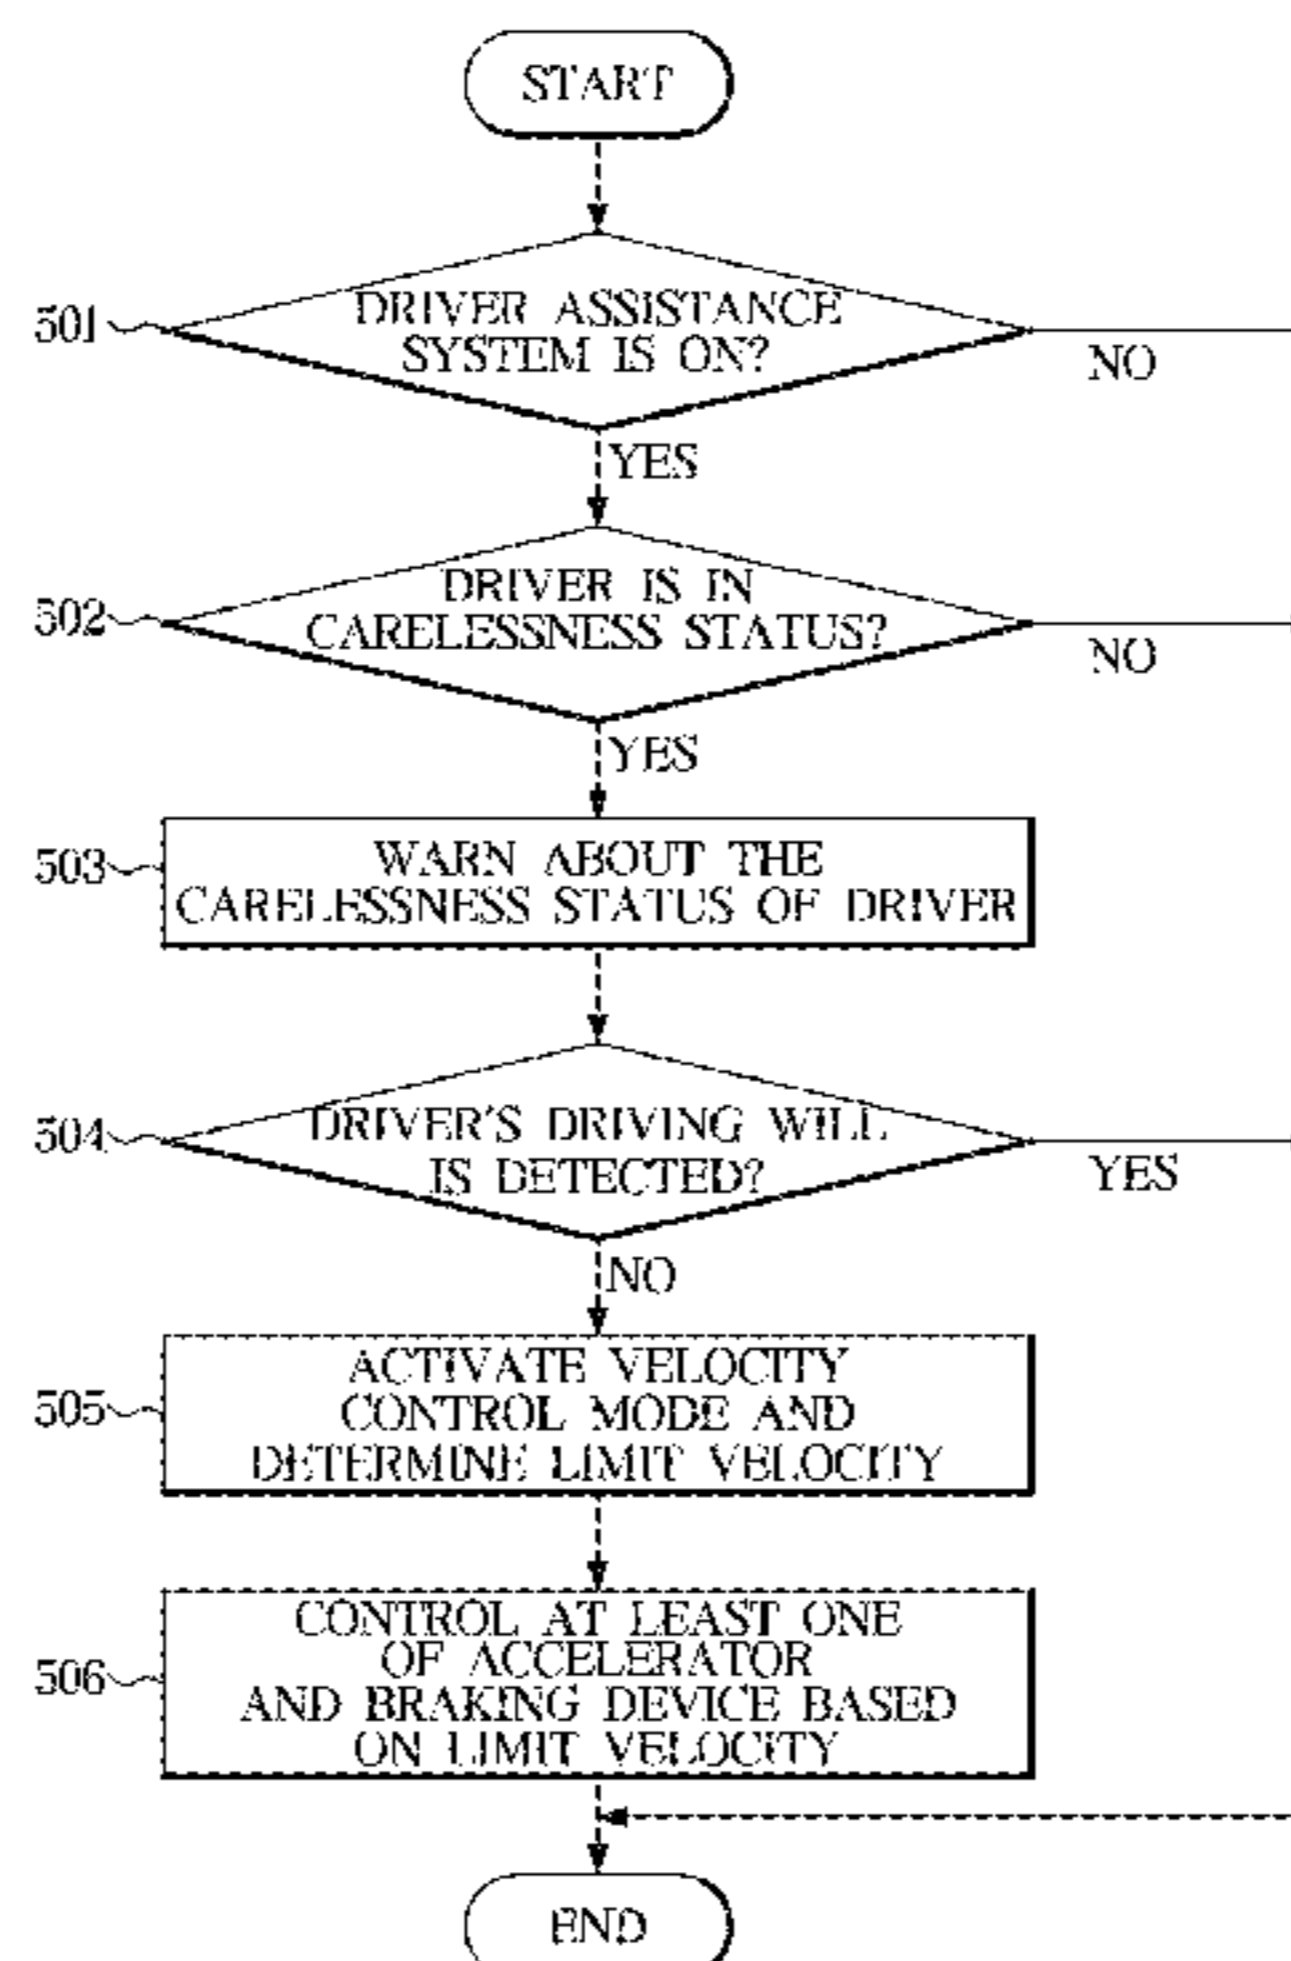 START
501
DRIVER ASSISTANCE
SYSTEM IS ON?
NO
YES
502
DRIVER IS IN
CARELESSNESS STATUS?
NO
YES
503
WARN ABOUT THE
CARELESSNESS STATUS OF DRIVER
504
DRIVER'S DRIVING WILL
IS DETECTED?
YES
NO
505
ACTIVATE VELOCITY
CONTROL MODE AND
DETERMINE LIMIT VELOCITY
506
CONTROL AT LEAST ONE
OF ACCELERATOR
AND BRAKING DEVICE BASED
ON LIMIT VELOCITY
END